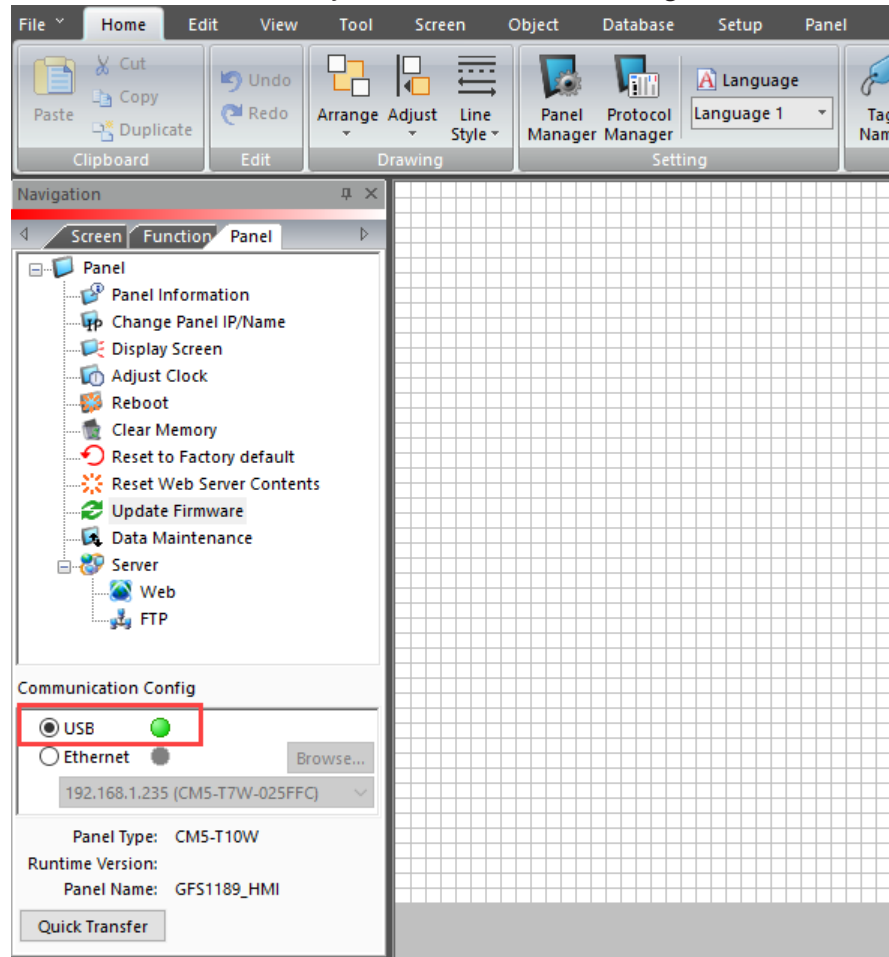 File Home Edit View Tool Screen Object Database Setup Panel
Cut
Copy
Paste
Duplicate
Clipboard
Undo
Redo
Edit
Arrange Adjust Line Style
Drawing
Panel Manager Protocol Manager
Language
Language 1
Setting
Navigation
Screen Function Panel
Panel
Panel Information
Change Panel IP/Name
Display Screen
Adjust Clock
Reboot
Clear Memory
Reset to Factory default
Reset Web Server Contents
Update Firmware
Data Maintenance
Server
Web
FTP
Communication Config
USB
Ethernet Browse...
192.168.1.235 (CM5-T7W-025FFC)
Panel Type: CM5-T10W
Runtime Version:
Panel Name: GFS1189_HMI
Quick Transfer